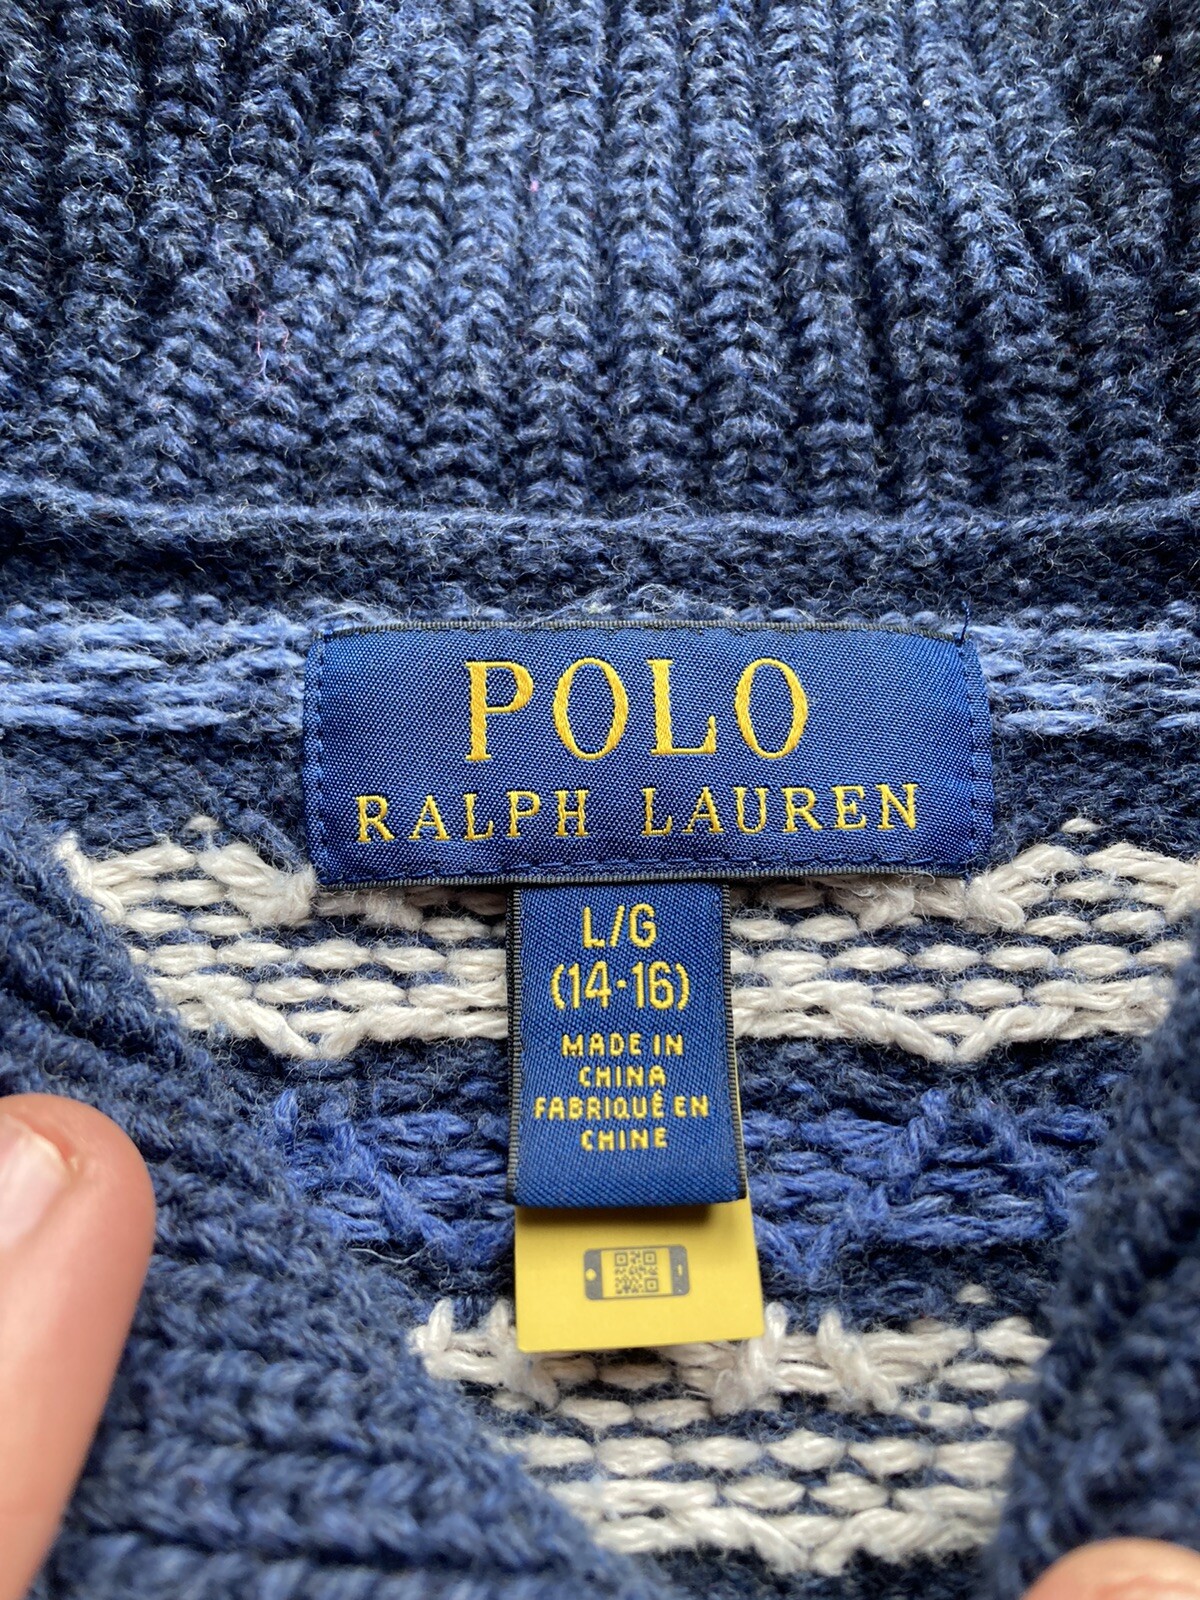 POLO
RALPH LAUREN
L/G
(14-16)
MADE IN
CHINA
FABRIQUÉ EN
CHINE